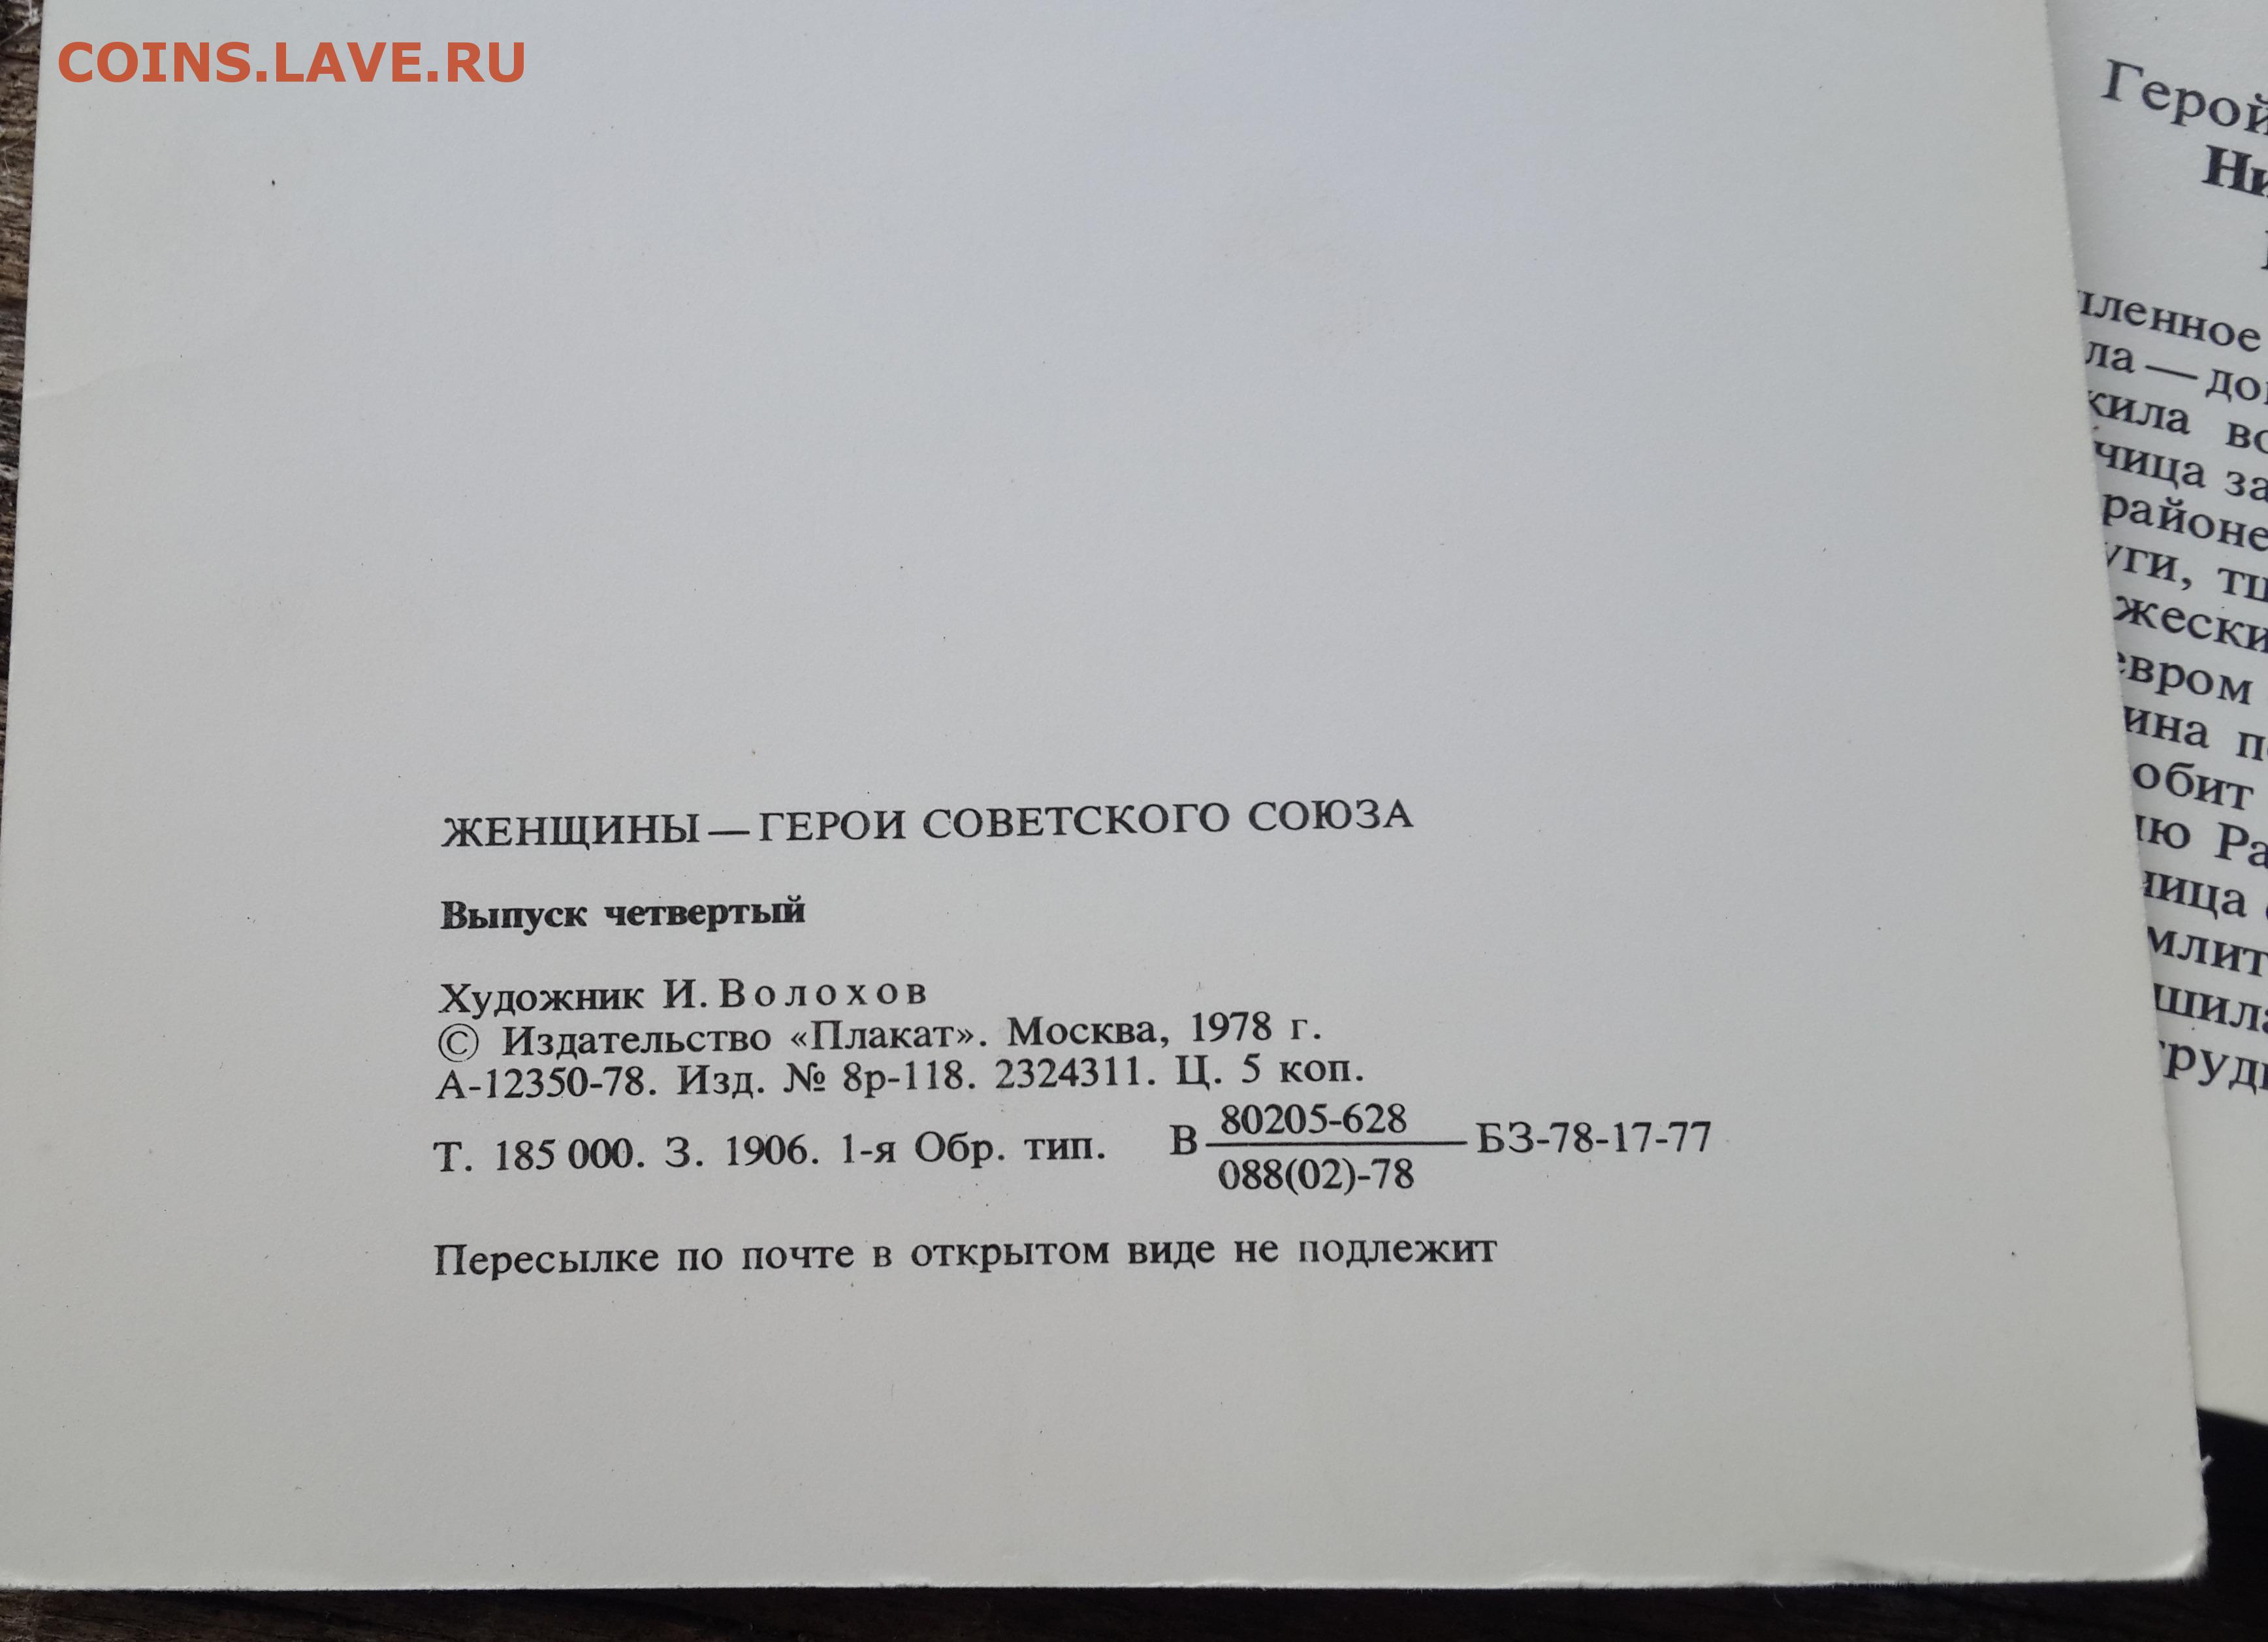 COINS.LAVE.RU
ЖЕНЩИНЫ — ГЕРОИ СОВЕТСКОГО СОЮЗА
Выпуск четвертый
Художник И. Волохов
© Издательство «Плакат». Москва, 1978 г.
А-12350-78. Изд. № 8р-118. 2324311. Ц. 5 коп.
Т. 185 000. З. 1906. 1-я Обр. тип. В 80205-628 БЗ-78-17-77
088(02)-78
Пересылке по почте в открытом виде не подлежит
Герой
районе